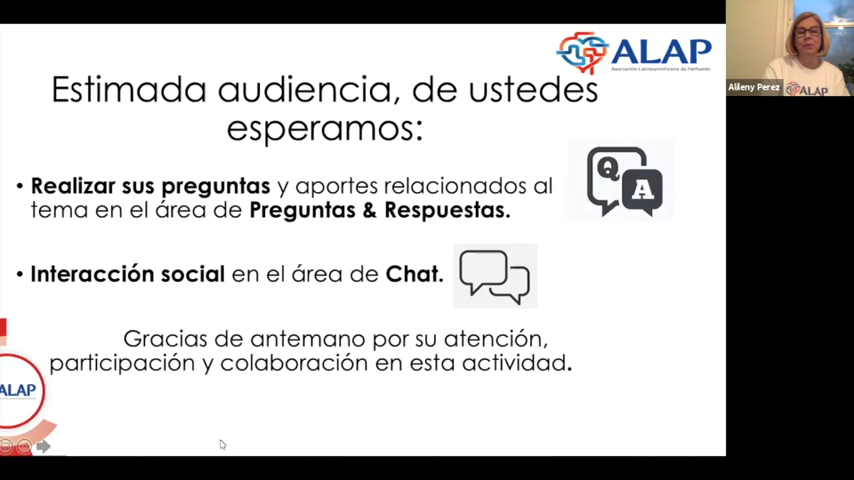 ALAP
Asociación Latinoamericana de Perfusión
Estimada audiencia, de ustedes
esperamos:
• Realizar sus preguntas y aportes relacionados al
tema en el área de Preguntas & Respuestas.
Q
A
• Interacción social en el área de Chat.
Gracias de antemano por su atención,
participación y colaboración en esta actividad.
ALAP
Alileny Perez
ALAP